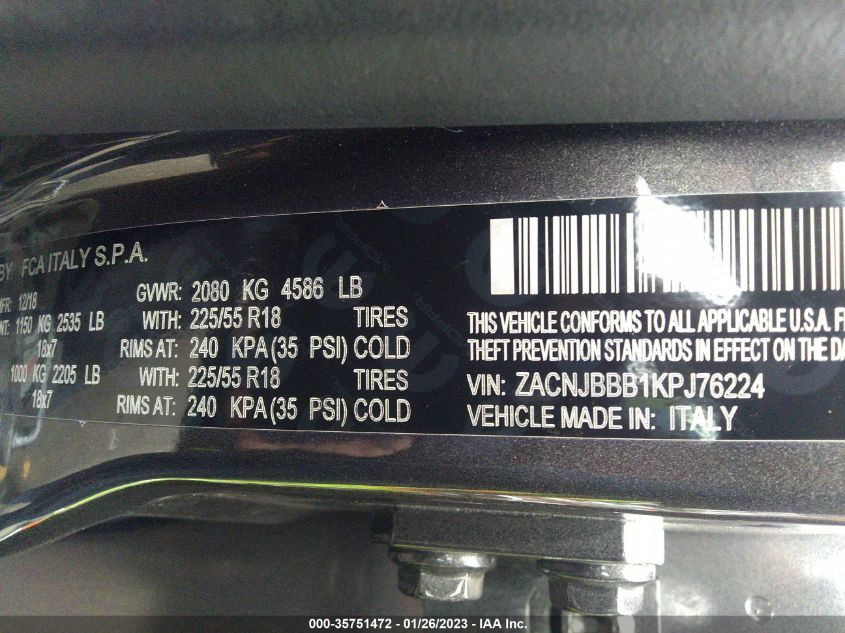 BY FCA ITALY S.P.A.
MFR: 12/18
GVWR: 2080 KG 4586 LB
1150 KG 2535 LB WITH: 225/55 R18 TIRES
18x7 RIMS AT: 240 KPA (35 PSI) COLD
1000 KG 2205 LB WITH: 225/55 R18 TIRES
18x7 RIMS AT: 240 KPA (35 PSI) COLD
THIS VEHICLE CONFORMS TO ALL APPLICABLE U.S.A.
THEFT PREVENTION STANDARDS IN EFFECT ON THE
VIN: ZACNJBBB1KPJ76224
VEHICLE MADE IN: ITALY
MOPAR
000-35751472 — 01/26/2023 — IAA Inc.